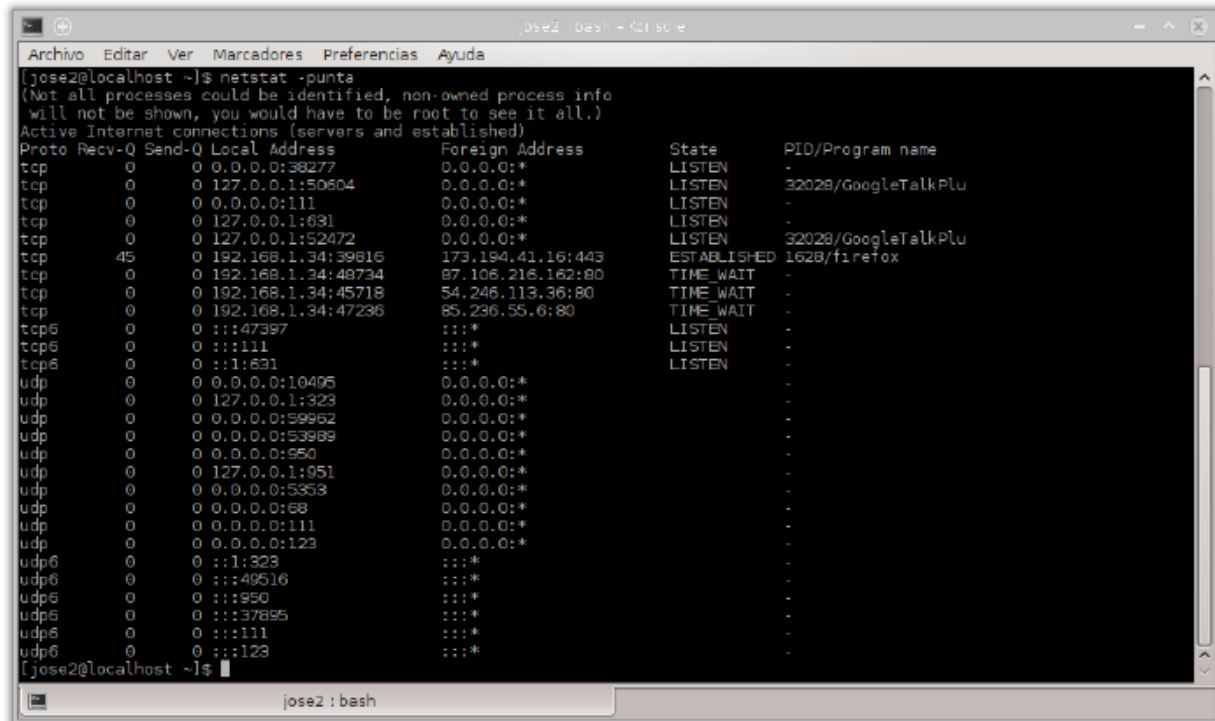 jose2 : bash – Konsole
Archivo Editar Ver Marcadores Preferencias Ayuda
[jose2@localhost ~]$ netstat -punta
(Not all processes could be identified, non-owned process info
 will not be shown, you would have to be root to see it all.)
Active Internet connections (servers and established)
Proto Recv-Q Send-Q Local Address Foreign Address State PID/Program name
tcp 0 0 0.0.0.0:38277 0.0.0.0:* LISTEN -
tcp 0 0 127.0.0.1:50604 0.0.0.0:* LISTEN 32028/GoogleTalkPlu
tcp 0 0 0.0.0.0:111 0.0.0.0:* LISTEN -
tcp 0 0 127.0.0.1:631 0.0.0.0:* LISTEN -
tcp 0 0 127.0.0.1:52472 0.0.0.0:* LISTEN 32028/GoogleTalkPlu
tcp 45 0 192.168.1.34:39816 173.194.41.16:443 ESTABLISHED 1628/firefox
tcp 0 0 192.168.1.34:48734 87.106.216.162:80 TIME_WAIT -
tcp 0 0 192.168.1.34:45718 54.246.113.36:80 TIME_WAIT -
tcp 0 0 192.168.1.34:47236 85.236.55.6:80 TIME_WAIT -
tcp6 0 0 :::47397 :::* LISTEN -
tcp6 0 0 :::111 :::* LISTEN -
tcp6 0 0 ::1:631 :::* LISTEN -
udp 0 0 0.0.0.0:10495 0.0.0.0:* -
udp 0 0 127.0.0.1:323 0.0.0.0:* -
udp 0 0 0.0.0.0:59962 0.0.0.0:* -
udp 0 0 0.0.0.0:53989 0.0.0.0:* -
udp 0 0 0.0.0.0:950 0.0.0.0:* -
udp 0 0 127.0.0.1:951 0.0.0.0:* -
udp 0 0 0.0.0.0:5353 0.0.0.0:* -
udp 0 0 0.0.0.0:68 0.0.0.0:* -
udp 0 0 0.0.0.0:111 0.0.0.0:* -
udp 0 0 0.0.0.0:123 0.0.0.0:* -
udp6 0 0 ::1:323 :::* -
udp6 0 0 :::49516 :::* -
udp6 0 0 :::950 :::* -
udp6 0 0 :::37895 :::* -
udp6 0 0 :::111 :::* -
udp6 0 0 :::123 :::* -
[jose2@localhost ~]$
jose2 : bash